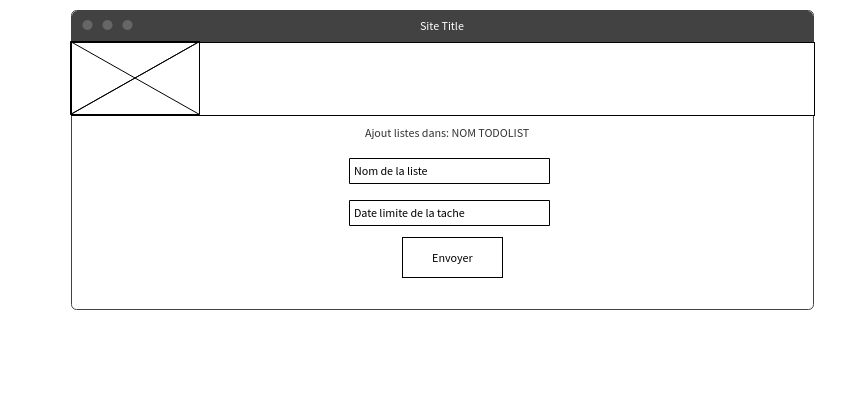 Site Title
Ajout listes dans: NOM TODOLIST
Nom de la liste
Date limite de la tache
Envoyer